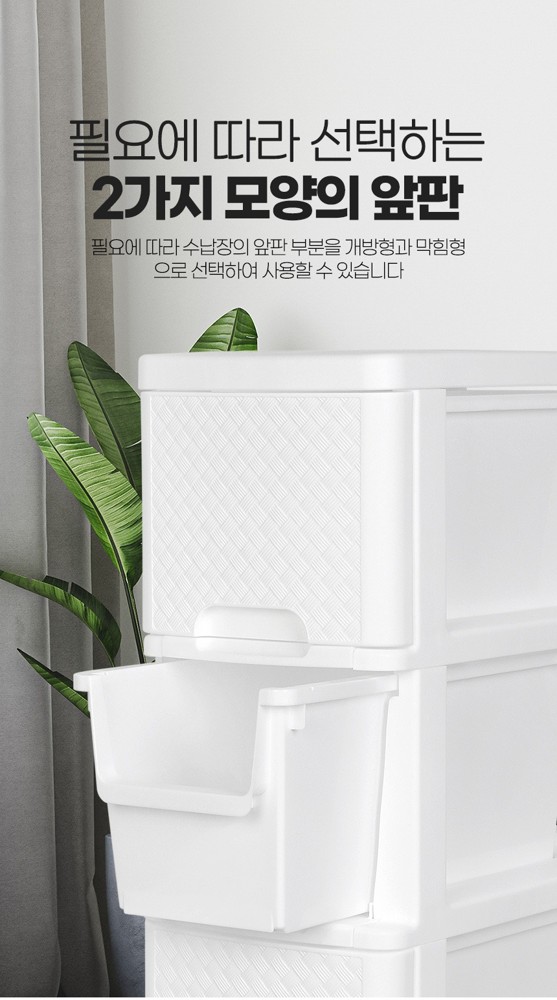 필요에 따라 선택하는
2가지 모양의 앞판
필요에 따라 수납장의 앞판 부분을 개방형과 막힘형
으로 선택하여 사용할 수 있습니다